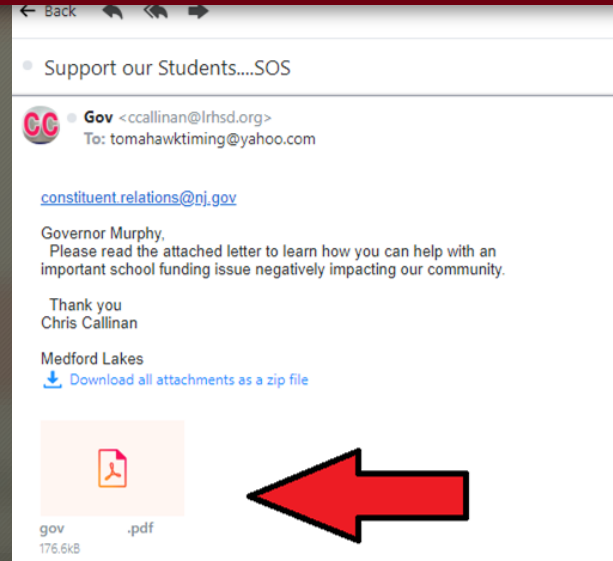 Back
Support our Students....SOS
CC
Gov <ccallinan@lrhsd.org>
To: tomahawktiming@yahoo.com
constituent.relations@nj.gov
Governor Murphy,
Please read the attached letter to learn how you can help with an
important school funding issue negatively impacting our community.
Thank you
Chris Callinan
Medford Lakes
Download all attachments as a zip file
gov .pdf
176.6kB